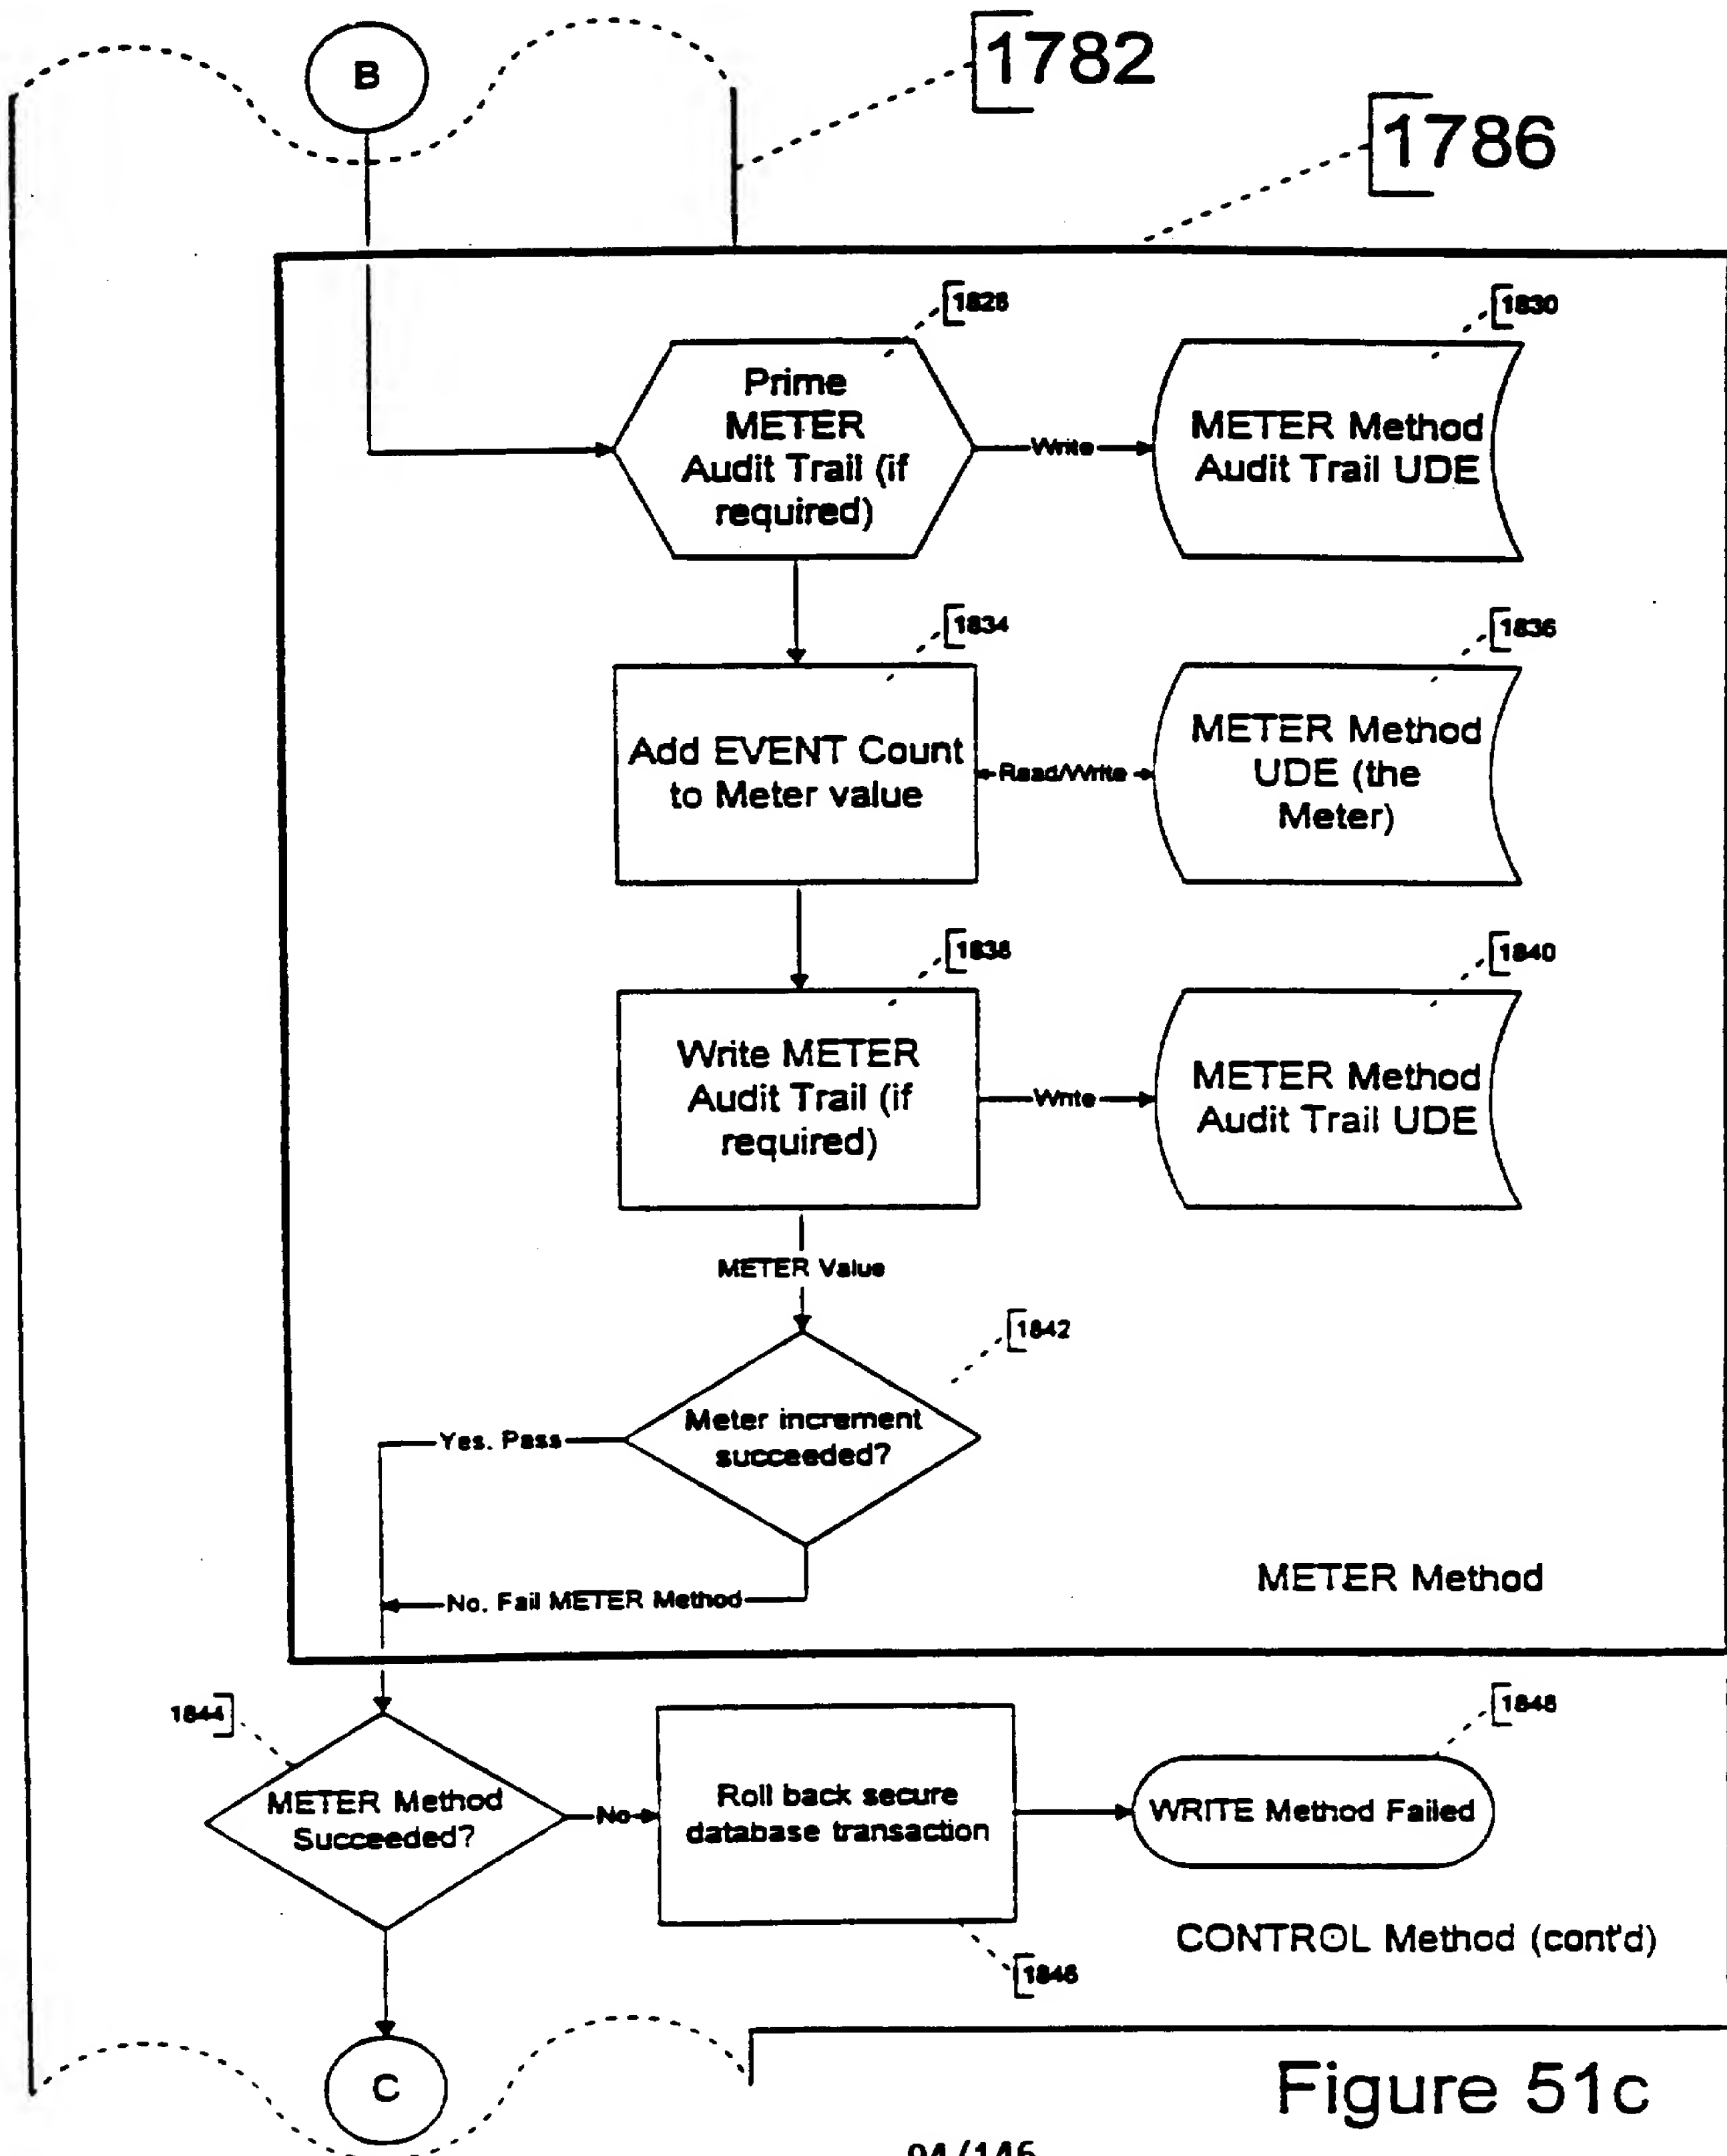 B
1782
1786
1828
1830
Prime
METER
Audit Trail (if
required)
Write
METER Method
Audit Trail UDE
1834
1836
Add EVENT Count
to Meter value
Read/Write
METER Method
UDE (the
Meter)
1838
1840
Write METER
Audit Trail (if
required)
Write
METER Method
Audit Trail UDE
METER Value
1842
Meter increment
succeeded?
Yes. Pass
No. Fail METER Method
METER Method
1844
METER Method
Succeeded?
No
Roll back secure
database transaction
1848
WRITE Method Failed
1846
CONTROL Method (cont'd)
C
Figure 51c
94/146